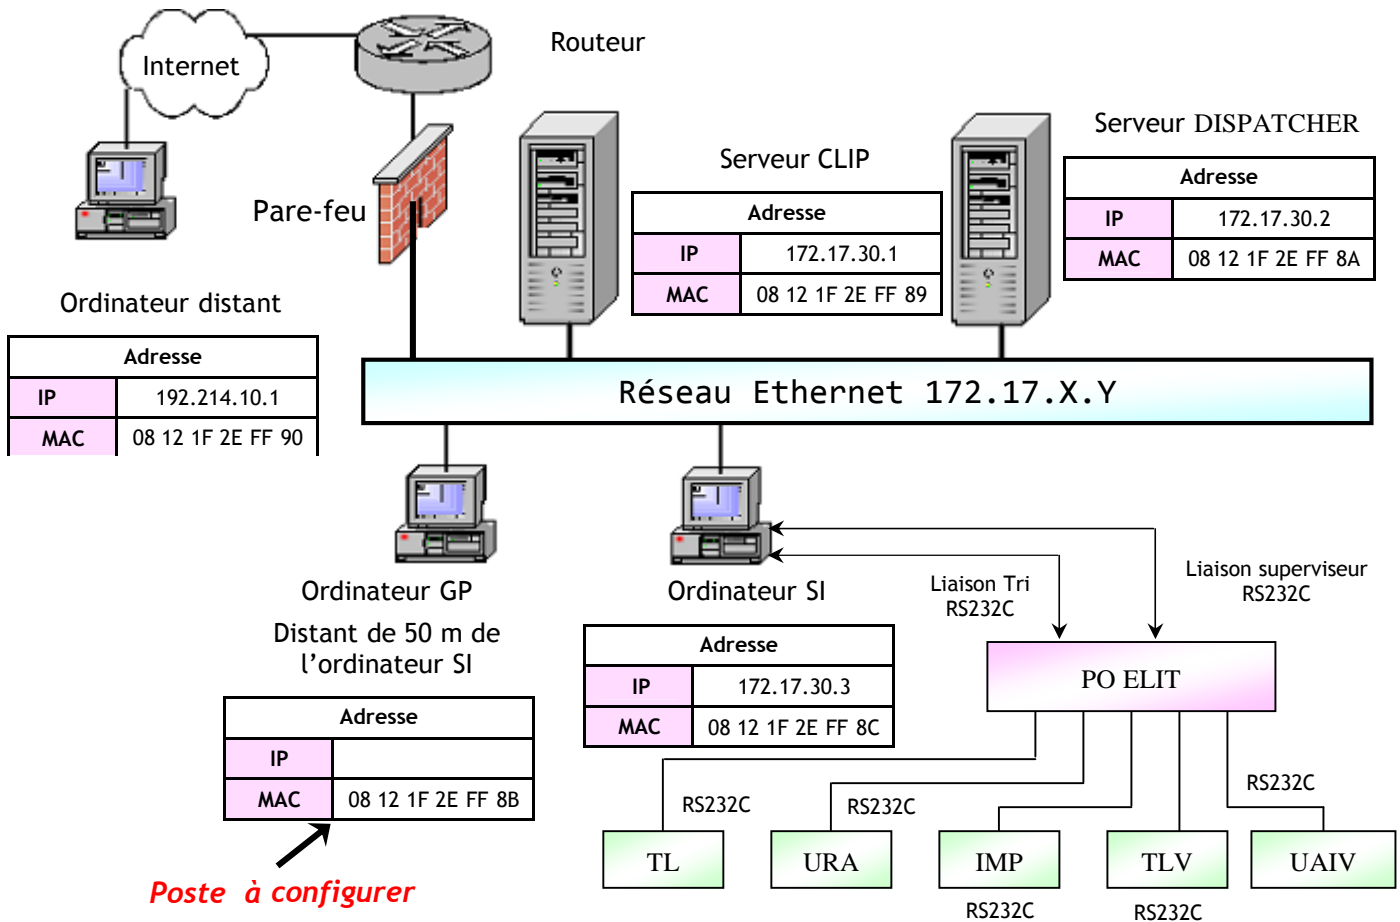 Routeur
Internet
Serveur DISPATCHER
Adresse
IP 172.17.30.2
MAC 08 12 1F 2E FF 8A
Serveur CLIP
Adresse
IP 172.17.30.1
MAC 08 12 1F 2E FF 89
Pare-feu
Ordinateur distant
Adresse
IP 192.214.10.1
MAC 08 12 1F 2E FF 90
Réseau Ethernet 172.17.X.Y
Ordinateur GP
Distant de 50 m de
l'ordinateur SI
Adresse
IP
MAC 08 12 1F 2E FF 8B
Poste à configurer
Ordinateur SI
Adresse
IP 172.17.30.3
MAC 08 12 1F 2E FF 8C
Liaison Tri
RS232C
Liaison superviseur
RS232C
PO ELIT
RS232C
RS232C
RS232C
TL
URA
IMP
TLV
UAIV
RS232C
RS232C